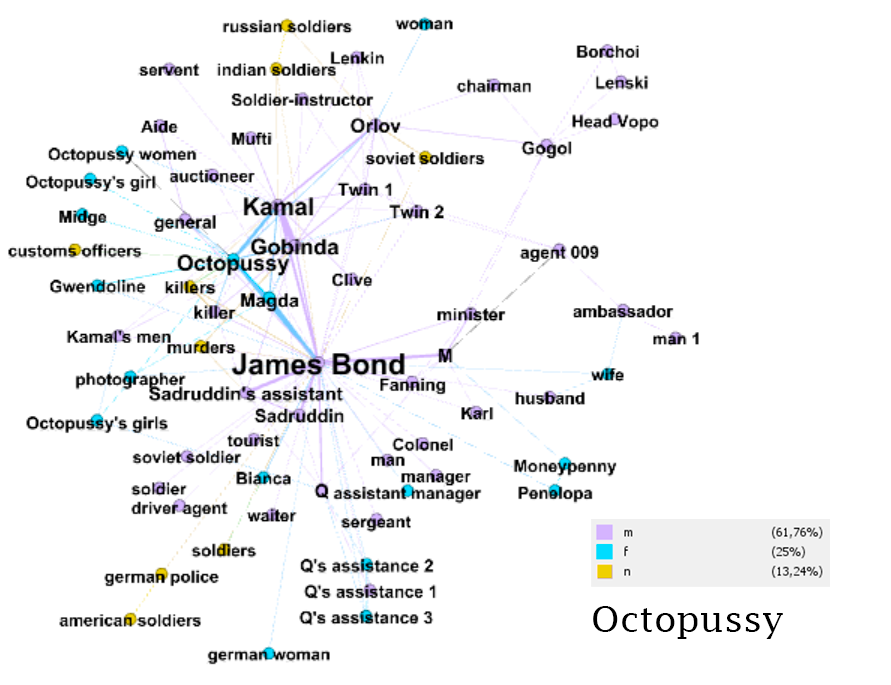 russian soldiers
woman
Borchoi
Lenkin
servent
indian soldiers
Lenski
chairman
Soldier-instructor
Head Vopo
Aide
Orlov
Mufti
Gogol
Octopussy women
soviet soldiers
auctioneer
Octopussy's girl
Twin 1
Kamal
Twin 2
Midge
general
Gobinda
customs officers
agent 009
Octopussy
Clive
Gwendoline
killers
Magda
killer
minister
ambassador
Kamal's men
man 1
murders
M
James Bond
wife
photographer
Fanning
Sadruddin's assistant
husband
Karl
Sadruddin
Octopussy's girls
tourist
Colonel
soviet soldier
man
Moneypenny
Bianca
manager
soldier
Q
assistant manager
Penelopa
driver agent
waiter
sergeant
m (61,76%)
soldiers
f (25%)
Q's assistance 2
n (13,24%)
german police
Q's assistance 1
american soldiers
Q's assistance 3
Octopussy
german woman